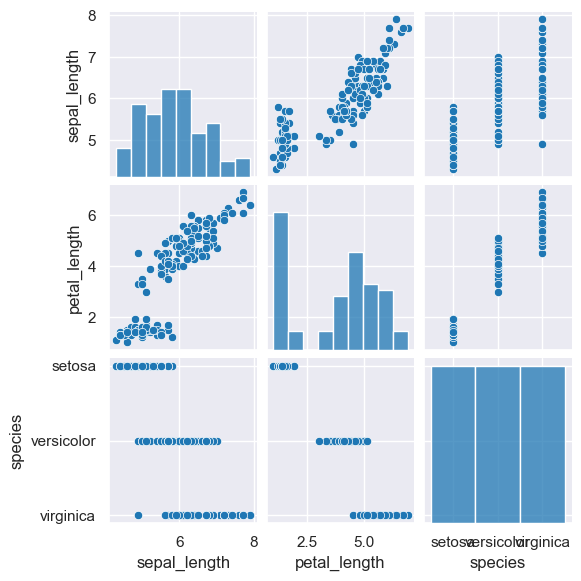 8
7
6
5
sepal_length
6
4
2
petal_length
setosa
versicolor
virginica
species
6
8
sepal_length
2.5
5.0
petal_length
setosa
versicolor
virginica
species